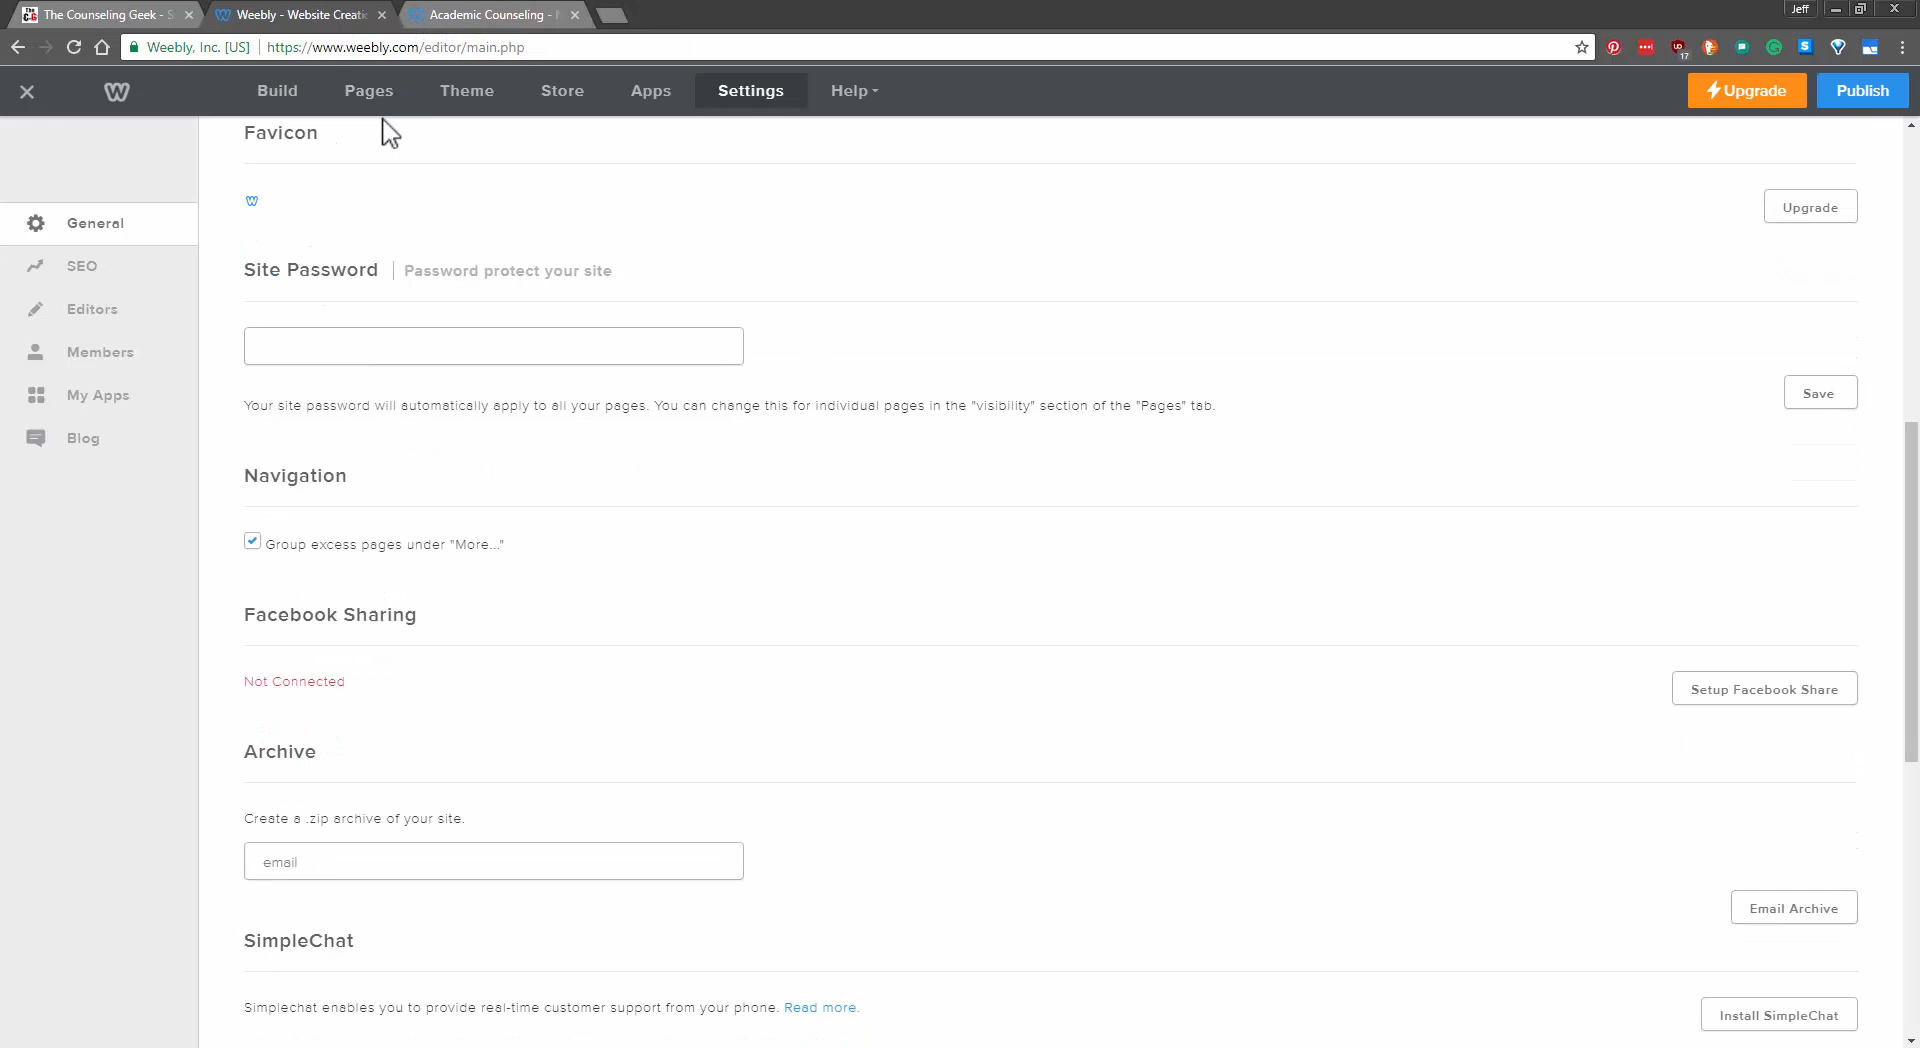 The Counseling Geek - S
Weebly - Website Creatio
Academic Counseling -
Jeff
Weebly, Inc. [US]
https://www.weebly.com/editor/main.php
17
Build
Pages
Theme
Store
Apps
Settings
Help
Upgrade
Publish
Favicon
Upgrade
General
SEO
Editors
Members
My Apps
Blog
Site Password
Password protect your site
Your site password will automatically apply to all your pages. You can change this for individual pages in the "visibility" section of the "Pages" tab.
Save
Navigation
Group excess pages under "More..."
Facebook Sharing
Not Connected
Setup Facebook Share
Archive
Create a .zip archive of your site.
email
Email Archive
SimpleChat
Simplechat enables you to provide real-time customer support from your phone. Read more.
Install SimpleChat